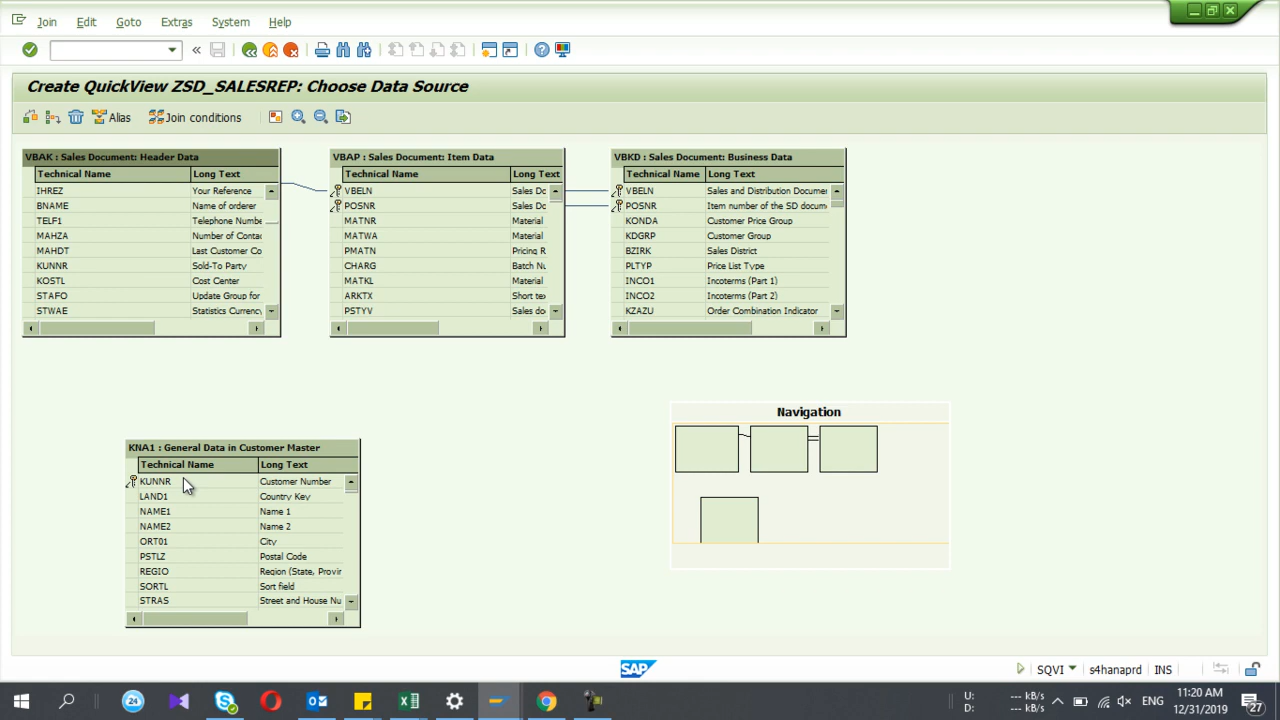 Join Edit Goto Extras System Help
Create QuickView ZSD_SALESREP: Choose Data Source
Alias Join conditions
VBAK : Sales Document: Header Data
Technical Name Long Text
IHREZ Your Reference
BNAME Name of orderer
TELF1 Telephone Numbe
MAHZA Number of Contac
MAHDT Last Customer Co
KUNNR Sold-To Party
KOSTL Cost Center
STAFO Update Group for
STWAE Statistics Currency
VBAP : Sales Document: Item Data
Technical Name Long Text
VBELN Sales Dc
POSNR Sales Dc
MATNR Material
MATWA Material
PMATN Pricing R
CHARG Batch Nu
MATKL Material
ARKTX Short tex
PSTYV Sales do
VBKD : Sales Document: Business Data
Technical Name Long Text
VBELN Sales and Distribution Documer
POSNR Item number of the SD docum
KONDA Customer Price Group
KDGRP Customer Group
BZIRK Sales District
PLTYP Price List Type
INCO1 Incoterms (Part 1)
INCO2 Incoterms (Part 2)
KZAZU Order Combination Indicator
KNA1 : General Data in Customer Master
Technical Name Long Text
KUNNR Customer Number
LAND1 Country Key
NAME1 Name 1
NAME2 Name 2
ORT01 City
PSTLZ Postal Code
REGIO Region (State, Provir
SORTL Sort field
STRAS Street and House Nu
Navigation
SAP
SQVI s4hanaprd INS
24
U: --- kB/s
D: --- kB/s
ENG
11:20 AM
12/31/2019
27